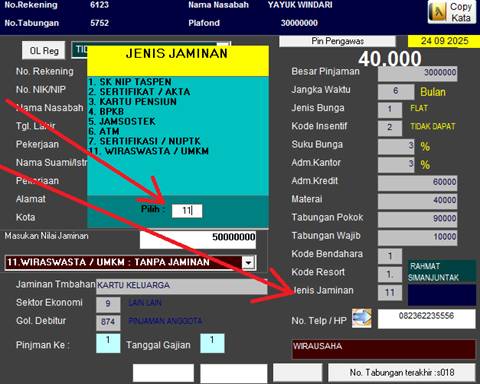 No.Rekening 6123 Nama Nasabah YAYUK WINDARI
No.Tabungan 5752 Plafond 30000000
Copy Kata
OL Reg
Pin Pengawas 24 09 2025
JENIS JAMINAN
40.000
1. SK NIP TASPEN
2. SERTIFIKAT / AKTA
3. KARTU PENSIUN
4. BPKB
5. JAMSOSTEK
6. ATM
7. SERTIFIKASI / NUPTK
11. WIRASWASTA / UMKM
Pilih : 11
No. Rekening
No. NIK/NIP
Nama Nasabah
Tgl. Lahir
Pekerjaan
Nama Suami/Istr
Pekerjaan
Alamat
Kota
Masukan Nilai Jaminan 50000000
11.WIRASWASTA / UMKM : TANPA JAMINAN
Jaminan Tmbahan KARTU KELUARGA
Sektor Ekonomi 9 LAIN LAIN
Gol. Debitur 874 PINJAMAN ANGGOTA
Pinjman Ke : 1 Tanggal Gajian 1
Besar Pinjaman 3000000
Jangka Waktu 6 Bulan
Jenis Bunga 1 FLAT
Kode Insentif 2 TIDAK DAPAT
Suku Bunga 3 %
Adm.Kantor 3 %
Adm.Kredit 60000
Materai 40000
Tabungan Pokok 90000
Tabungan Wajib 10000
Kode Bendahara 1
Kode Resort 1. RAHMAT SIMANJUNTAK
Jenis Jaminan 11
No. Telp / HP 082362235556
WIRAUSAHA
No. Tabungan terakhir :s018